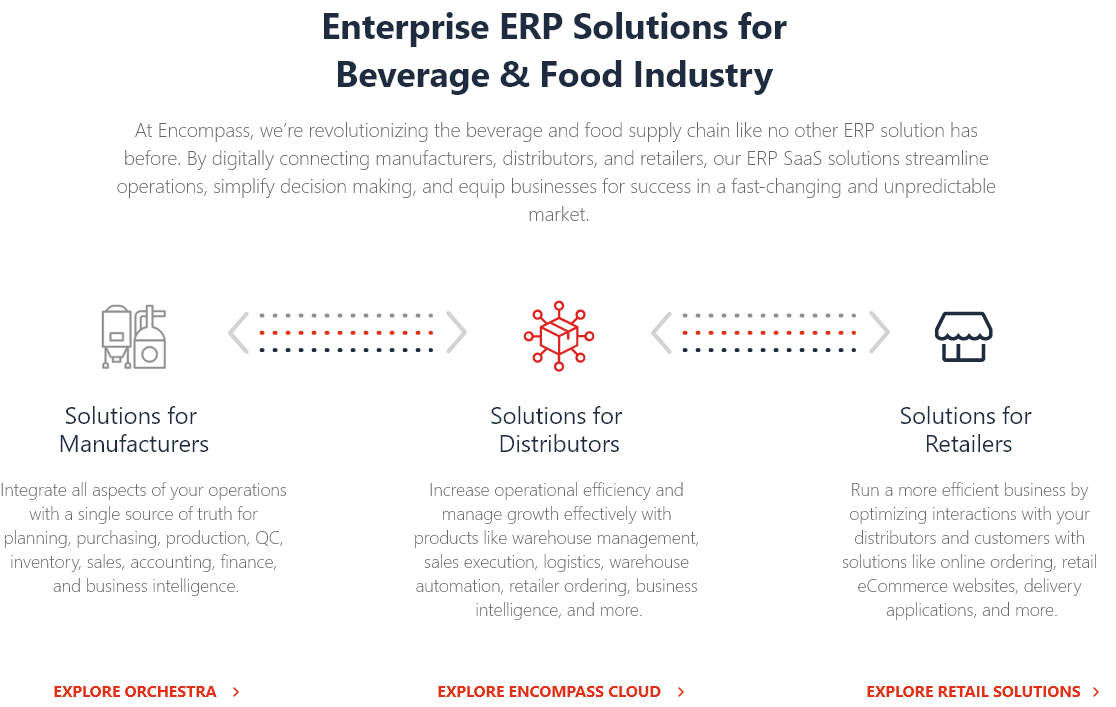 Enterprise ERP Solutions for
Beverage & Food Industry
At Encompass, we’re revolutionizing the beverage and food supply chain like no other ERP solution has
before. By digitally connecting manufacturers, distributors, and retailers, our ERP SaaS solutions streamline
operations, simplify decision making, and equip businesses for success in a fast-changing and unpredictable
market.
Solutions for
Manufacturers
Integrate all aspects of your operations
with a single source of truth for
planning, purchasing, production, QC,
inventory, sales, accounting, finance,
and business intelligence.
EXPLORE ORCHESTRA
Solutions for
Distributors
Increase operational efficiency and
manage growth effectively with
products like warehouse management,
sales execution, logistics, warehouse
automation, retailer ordering, business
intelligence, and more.
EXPLORE ENCOMPASS CLOUD
Solutions for
Retailers
Run a more efficient business by
optimizing interactions with your
distributors and customers with
solutions like online ordering, retail
eCommerce websites, delivery
applications, and more.
EXPLORE RETAIL SOLUTIONS